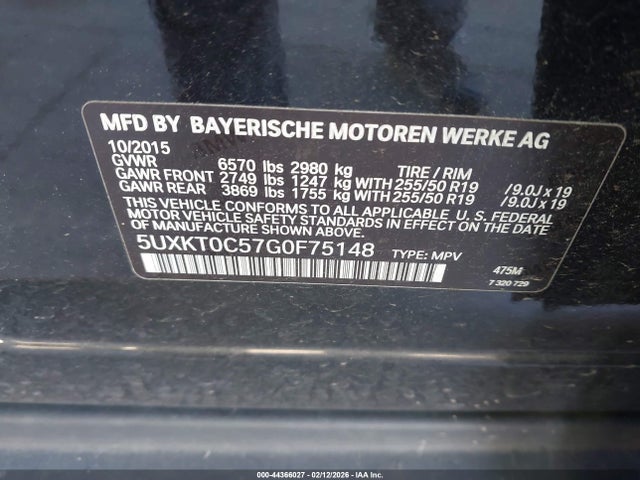 MFD BY BAYERISCHE MOTOREN WERKE AG
10/2015
GVWR 6570 lbs 2980 kg TIRE / RIM
GAWR FRONT 2749 lbs 1247 kg WITH 255/50 R19 /9.0J x 19
GAWR REAR 3869 lbs 1755 kg WITH 255/50 R19 /9.0J x 19
THIS VEHICLE CONFORMS TO ALL APPLICABLE FEDERAL
MOTOR VEHICLE SAFETY STANDARDS IN EFFECT ON THE DATE
OF MANUFACTURE SHOWN ABOVE.
5UXKT0C57G0F75148 TYPE: MPV 475M
7 320 729
000-44366027 - 02/12/2026 - IAA Inc.